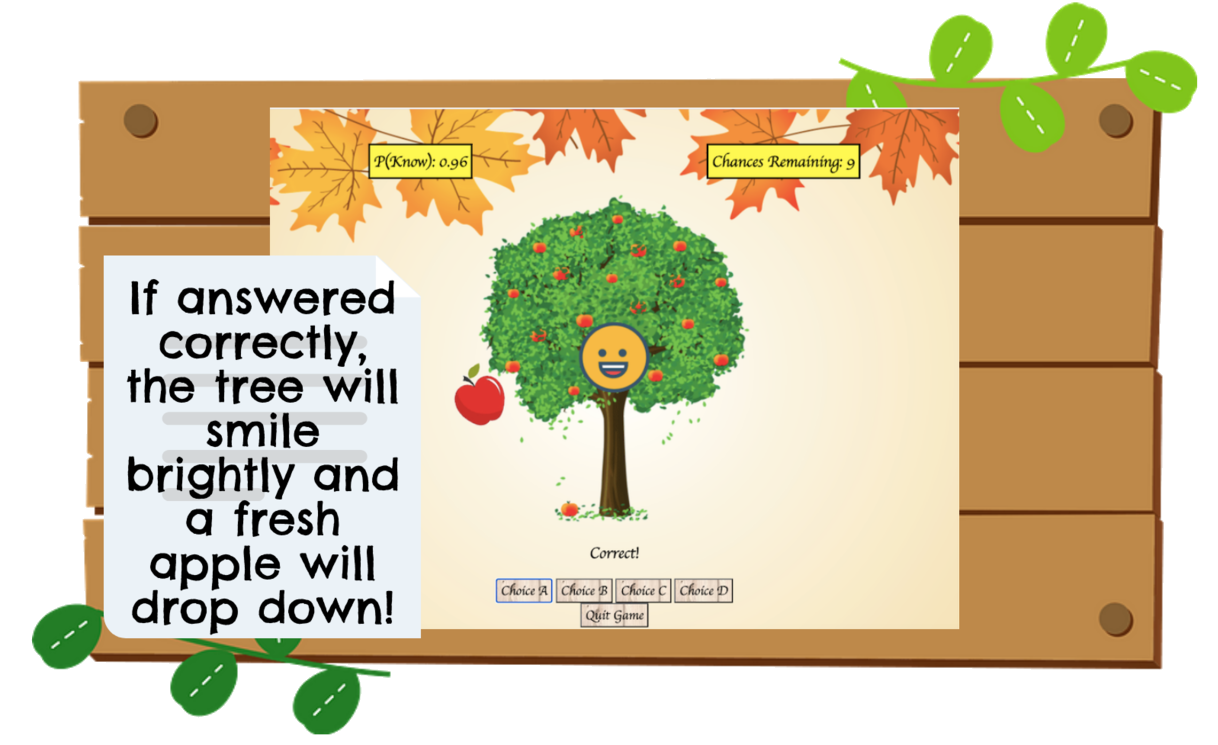 P(Know): 0.96
Chances Remaining: 9
If answered
correctly,
the tree will
smile
brightly and
a fresh
apple will
drop down!
Correct!
Choice A Choice B Choice C Choice D
Quit Game